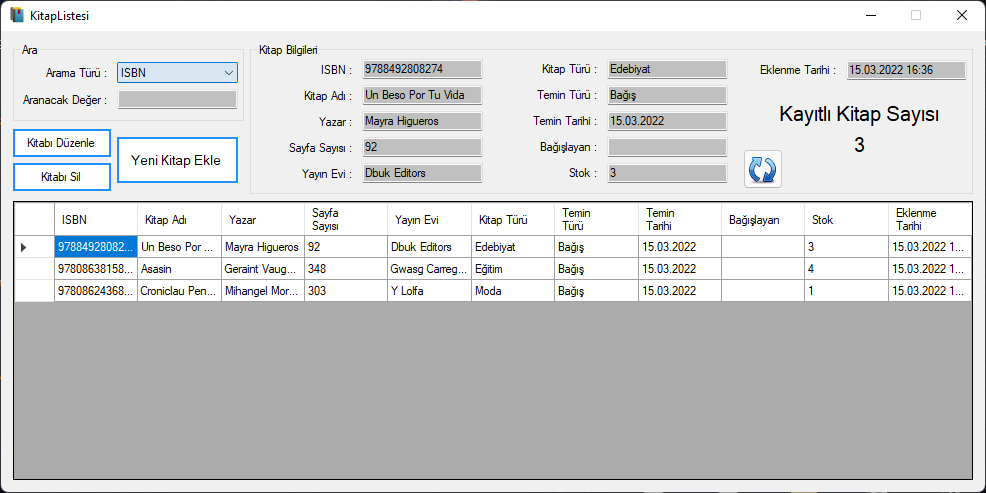 KitapListesi
Ara
Arama Türü : ISBN
Aranacak Değer :
Kitabı Düzenle
Kitabı Sil
Yeni Kitap Ekle
Kitap Bilgileri
ISBN : 9788492808274
Kitap Adı : Un Beso Por Tu Vida
Yazar : Mayra Higueros
Sayfa Sayısı : 92
Yayın Evi : Dbuk Editors
Kitap Türü : Edebiyat
Temin Türü : Bağış
Temin Tarihi : 15.03.2022
Bağışlayan :
Stok : 3
Eklenme Tarihi : 15.03.2022 16:36
Kayıtlı Kitap Sayısı
3
ISBN Kitap Adı Yazar Sayfa Sayısı Yayın Evi Kitap Türü Temin Türü Temin Tarihi Bağışlayan Stok Eklenme Tarihi
97884928082... Un Beso Por ... Mayra Higueros 92 Dbuk Editors Edebiyat Bağış 15.03.2022 3 15.03.2022 1...
97808638158... Asasin Geraint Vaug... 348 Gwasg Carreg... Eğitim Bağış 15.03.2022 4 15.03.2022 1...
97808624368... Croniclau Pen... Mihangel Mor... 303 Y Lolfa Moda Bağış 15.03.2022 1 15.03.2022 1...